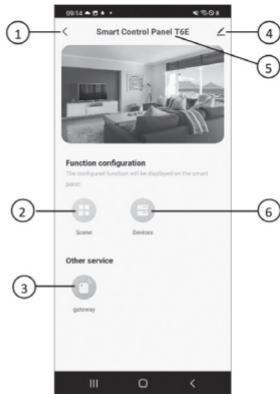 09:14
1
Smart Control Panel T6E
4
5
Function configuration
The configured function will be displayed on the smart
panel
2
Scene
Devices
6
Other service
3
gateway